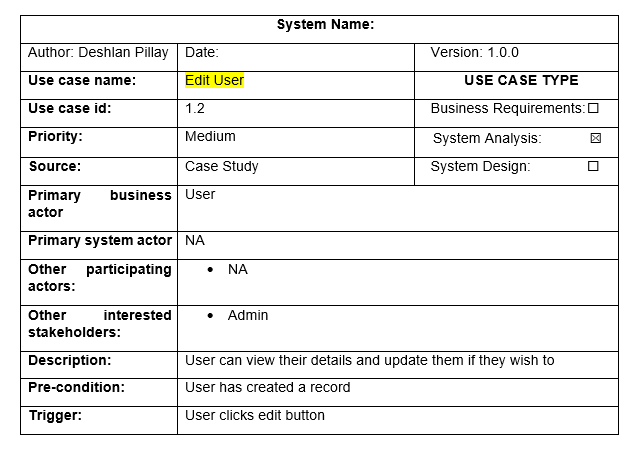 System Name:
Author: Deshlan Pillay Date: Version: 1.0.0
Use case name: Edit User USE CASE TYPE
Use case id: 1.2 Business Requirements:☐
Priority: Medium System Analysis: ☒
Source: Case Study System Design: ☐
Primary business
actor User
Primary system actor NA
Other participating
actors: • NA
Other interested
stakeholders: • Admin
Description: User can view their details and update them if they wish to
Pre-condition: User has created a record
Trigger: User clicks edit button